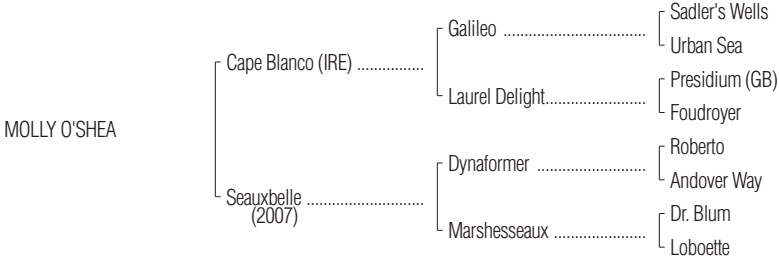 Sadler's Wells
Galileo ................................
Urban Sea
Cape Blanco (IRE) ...............
Presidium (GB)
Laurel Delight.......................
Foudroyer
MOLLY O'SHEA
Roberto
Dynaformer ........................
Andover Way
Seauxbelle ..........................
(2007)
Dr. Blum
Marshesseaux .....................
Loboette